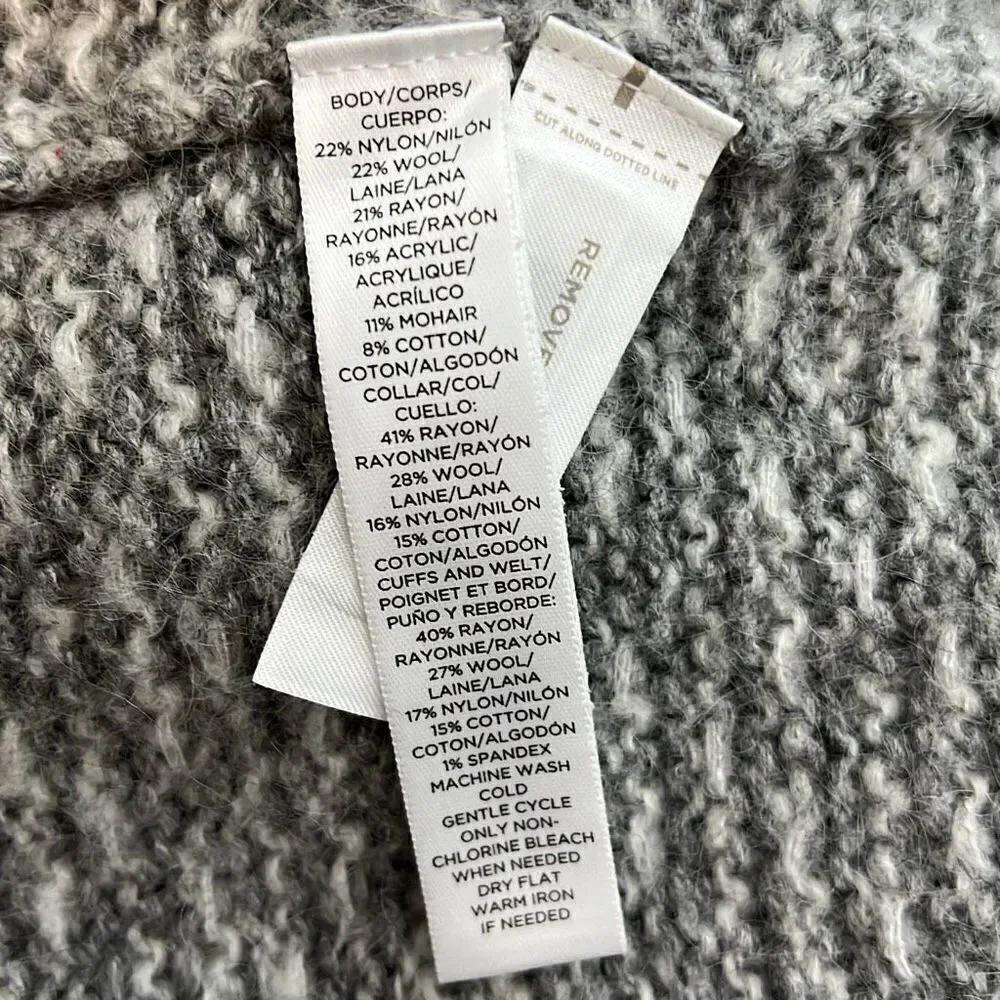 BODY/CORPS/
CUERPO:
22% NYLON/NILÓN
22% WOOL/
LAINE/LANA
21% RAYON/
RAYONNE/RAYÓN
16% ACRYLIC/
ACRYLIQUE/
ACRÍLICO
11% MOHAIR
8% COTTON/
COTON/ALGODÓN
COLLAR/COL/
CUELLO:
41% RAYON/
RAYONNE/RAYÓN
28% WOOL/
LAINE/LANA
16% NYLON/NILÓN
15% COTTON/
COTON/ALGODÓN
CUFFS AND WELT/
POIGNET ET BORD/
PUÑO Y REBORDE:
40% RAYON/
RAYONNE/RAYÓN
27% WOOL/
LAINE/LANA
17% NYLON/NILÓN
15% COTTON/
COTON/ALGODÓN
1% SPANDEX
MACHINE WASH
COLD
GENTLE CYCLE
ONLY NON-
CHLORINE BLEACH
WHEN NEEDED
DRY FLAT
WARM IRON
IF NEEDED
CUT ALONG DOTTED LINE
REMOVE